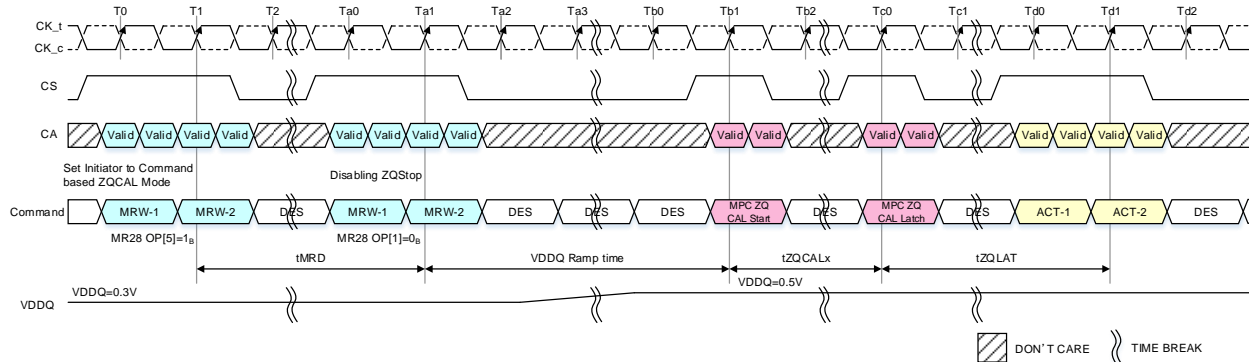 T0 T1 T2 Ta0 Ta1 Ta2 Ta3 Tb0 Tb1 Tb2 Tc0 Tc1 Td0 Td1 Td2
CK_t
CK_c
CS
CA Valid Valid Valid Valid Valid Valid Valid Valid Valid Valid Valid Valid Valid Valid Valid Valid
Set Initiator to Command
based ZQCAL Mode
Disabling ZQStop
Command MRW-1 MRW-2 DES MRW-1 MRW-2 DES DES DES MPC ZQ CAL Start DES MPC ZQ CAL Latch DES ACT-1 ACT-2 DES
MR28 OP[5]=1B MR28 OP[1]=0B
tMRD VDDQ Ramp time tZQCALx tZQLAT
VDDQ VDDQ=0.3V VDDQ=0.5V
DON'T CARE TIME BREAK